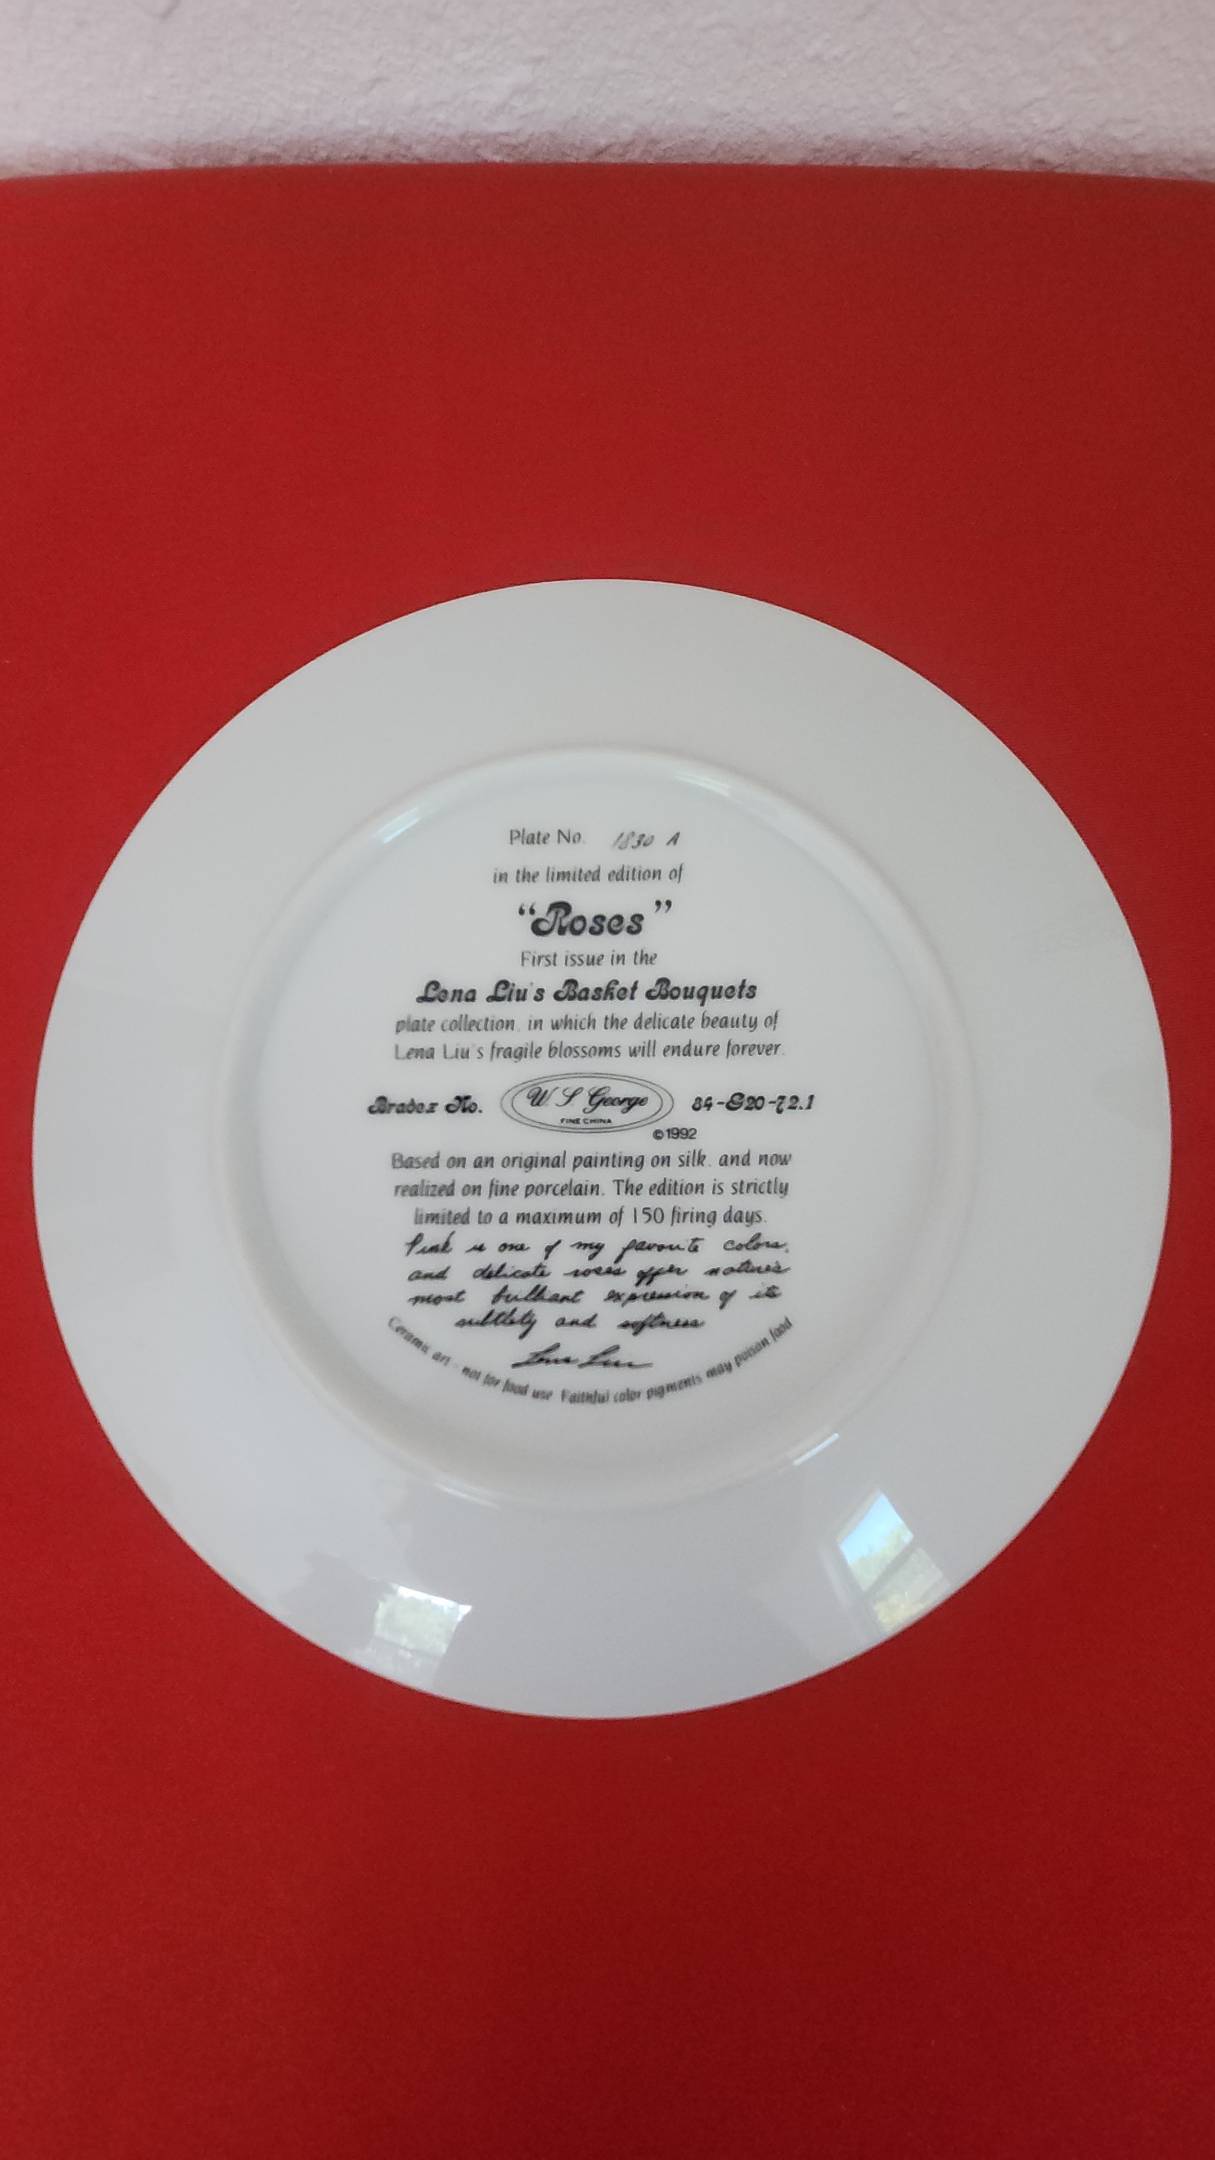 Plate No. 1830 A
in the limited edition of
“Roses”
First issue in the
Lena Liu's Basket Bouquets
plate collection, in which the delicate beauty of
Lena Liu's fragile blossoms will endure forever.
Bradex No. W S George 84-G20-72.1
FINE CHINA
©1992
Based on an original painting on silk, and now
realized on fine porcelain. The edition is strictly
limited to a maximum of 150 firing days.
Pink is one of my favorite colors,
and delicate roses offer nature's
most brilliant expression of its
subtlety and softness
Lena Liu
Ceramic art - not for food use. Faithful color pigments may poison food